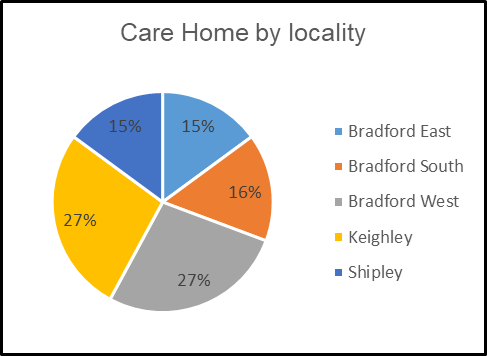 Care Home by locality
15%
15%
16%
27%
27%
Bradford East
Bradford South
Bradford West
Keighley
Shipley